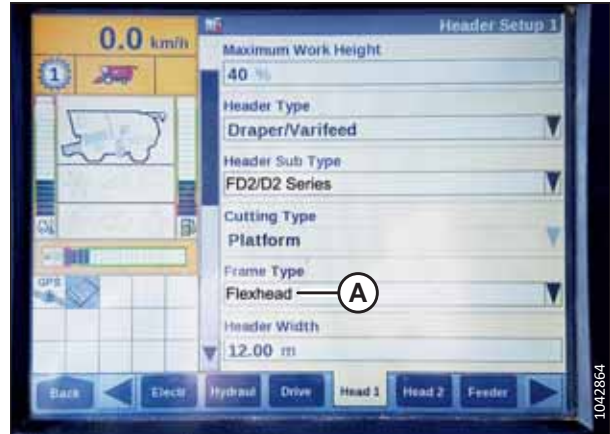 0.0 km/h
Header Setup 1
Maximum Work Height
40 %
1
Header Type
Draper/Varifeed
Header Sub Type
FD2/D2 Series
Cutting Type
Platform
Frame Type
Flexhead
A
GPS
Header Width
12.00 m
Back
Electr
Hydraul
Drive
Head 1
Head 2
Feeder
1042864